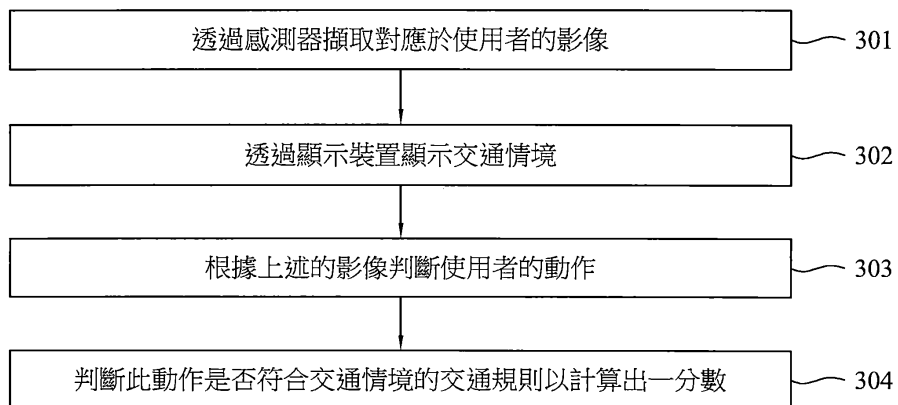 透過感測器擷取對應於使用者的影像
301
透過顯示裝置顯示交通情境
302
根據上述的影像判斷使用者的動作
303
判斷此動作是否符合交通情境的交通規則以計算出一分數
304